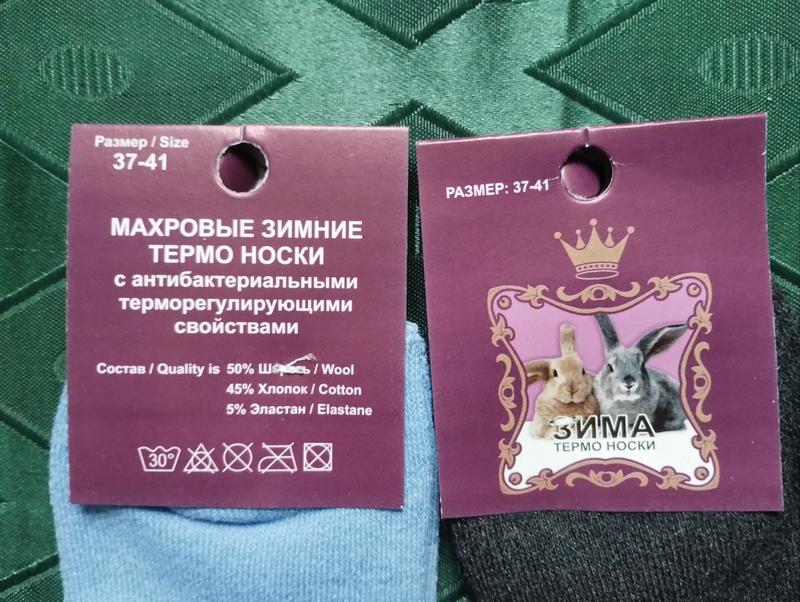 Размер / Size
37-41
МАХРОВЫЕ ЗИМНИЕ
ТЕРМО НОСКИ
с антибактериальными
терморегулирующими
свойствами
Состав / Quality is 50% Шерсть / Wool
45% Хлопок / Cotton
5% Эластан / Elastane
30°
РАЗМЕР: 37-41
ЗИМА
ТЕРМО НОСКИ